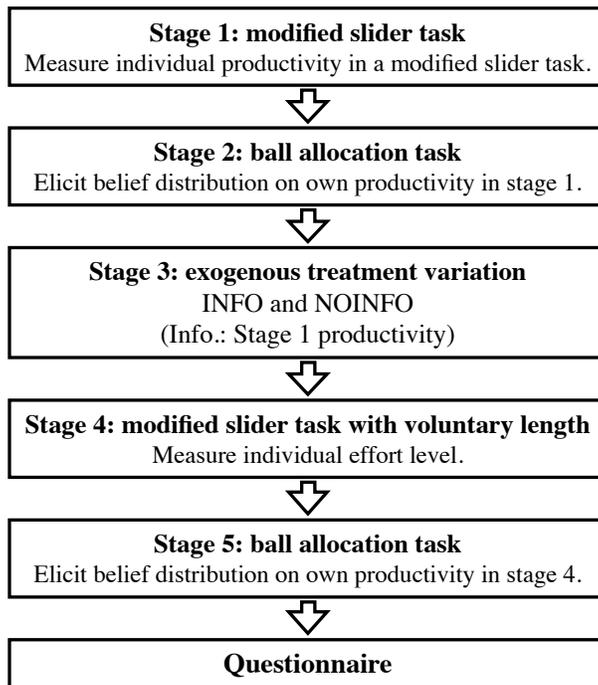 Stage 1: modified slider task
Measure individual productivity in a modified slider task.
Stage 2: ball allocation task
Elicit belief distribution on own productivity in stage 1.
Stage 3: exogenous treatment variation
INFO and NOINFO
(Info.: Stage 1 productivity)
Stage 4: modified slider task with voluntary length
Measure individual effort level.
Stage 5: ball allocation task
Elicit belief distribution on own productivity in stage 4.
Questionnaire